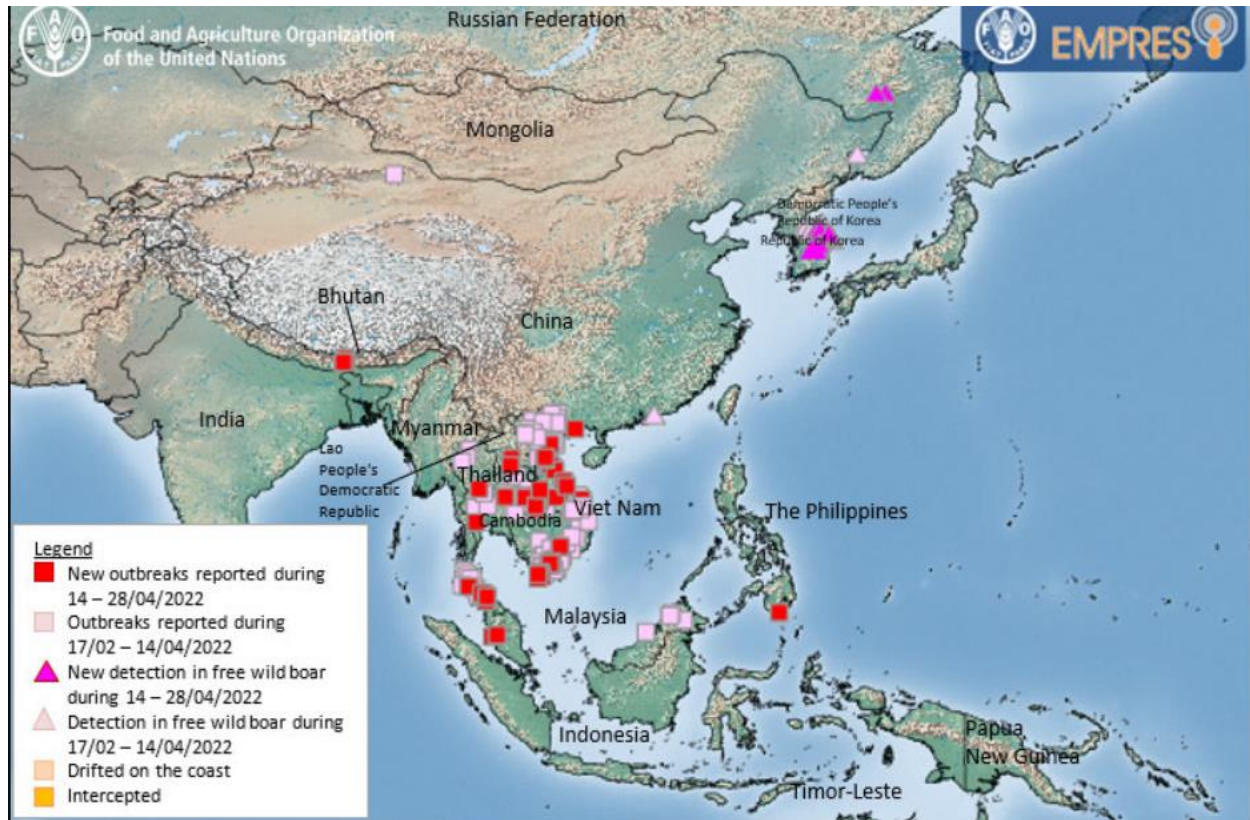 Russian Federation
FAO
Food and Agriculture Organization
of the United Nations
FAO
FIAT PANIS
EMPRES
Mongolia
Democratic People's
Republic of Korea
Republic of Korea
Bhutan
China
India
Myanmar
Lao
People's
Democratic
Republic
Thailand
Viet Nam
Cambodia
The Philippines
Malaysia
Indonesia
Papua
New Guinea
Timor-Leste
Legend
New outbreaks reported during
14 – 28/04/2022
Outbreaks reported during
17/02 – 14/04/2022
New detection in free wild boar
during 14 – 28/04/2022
Detection in free wild boar during
17/02 – 14/04/2022
Drifted on the coast
Intercepted